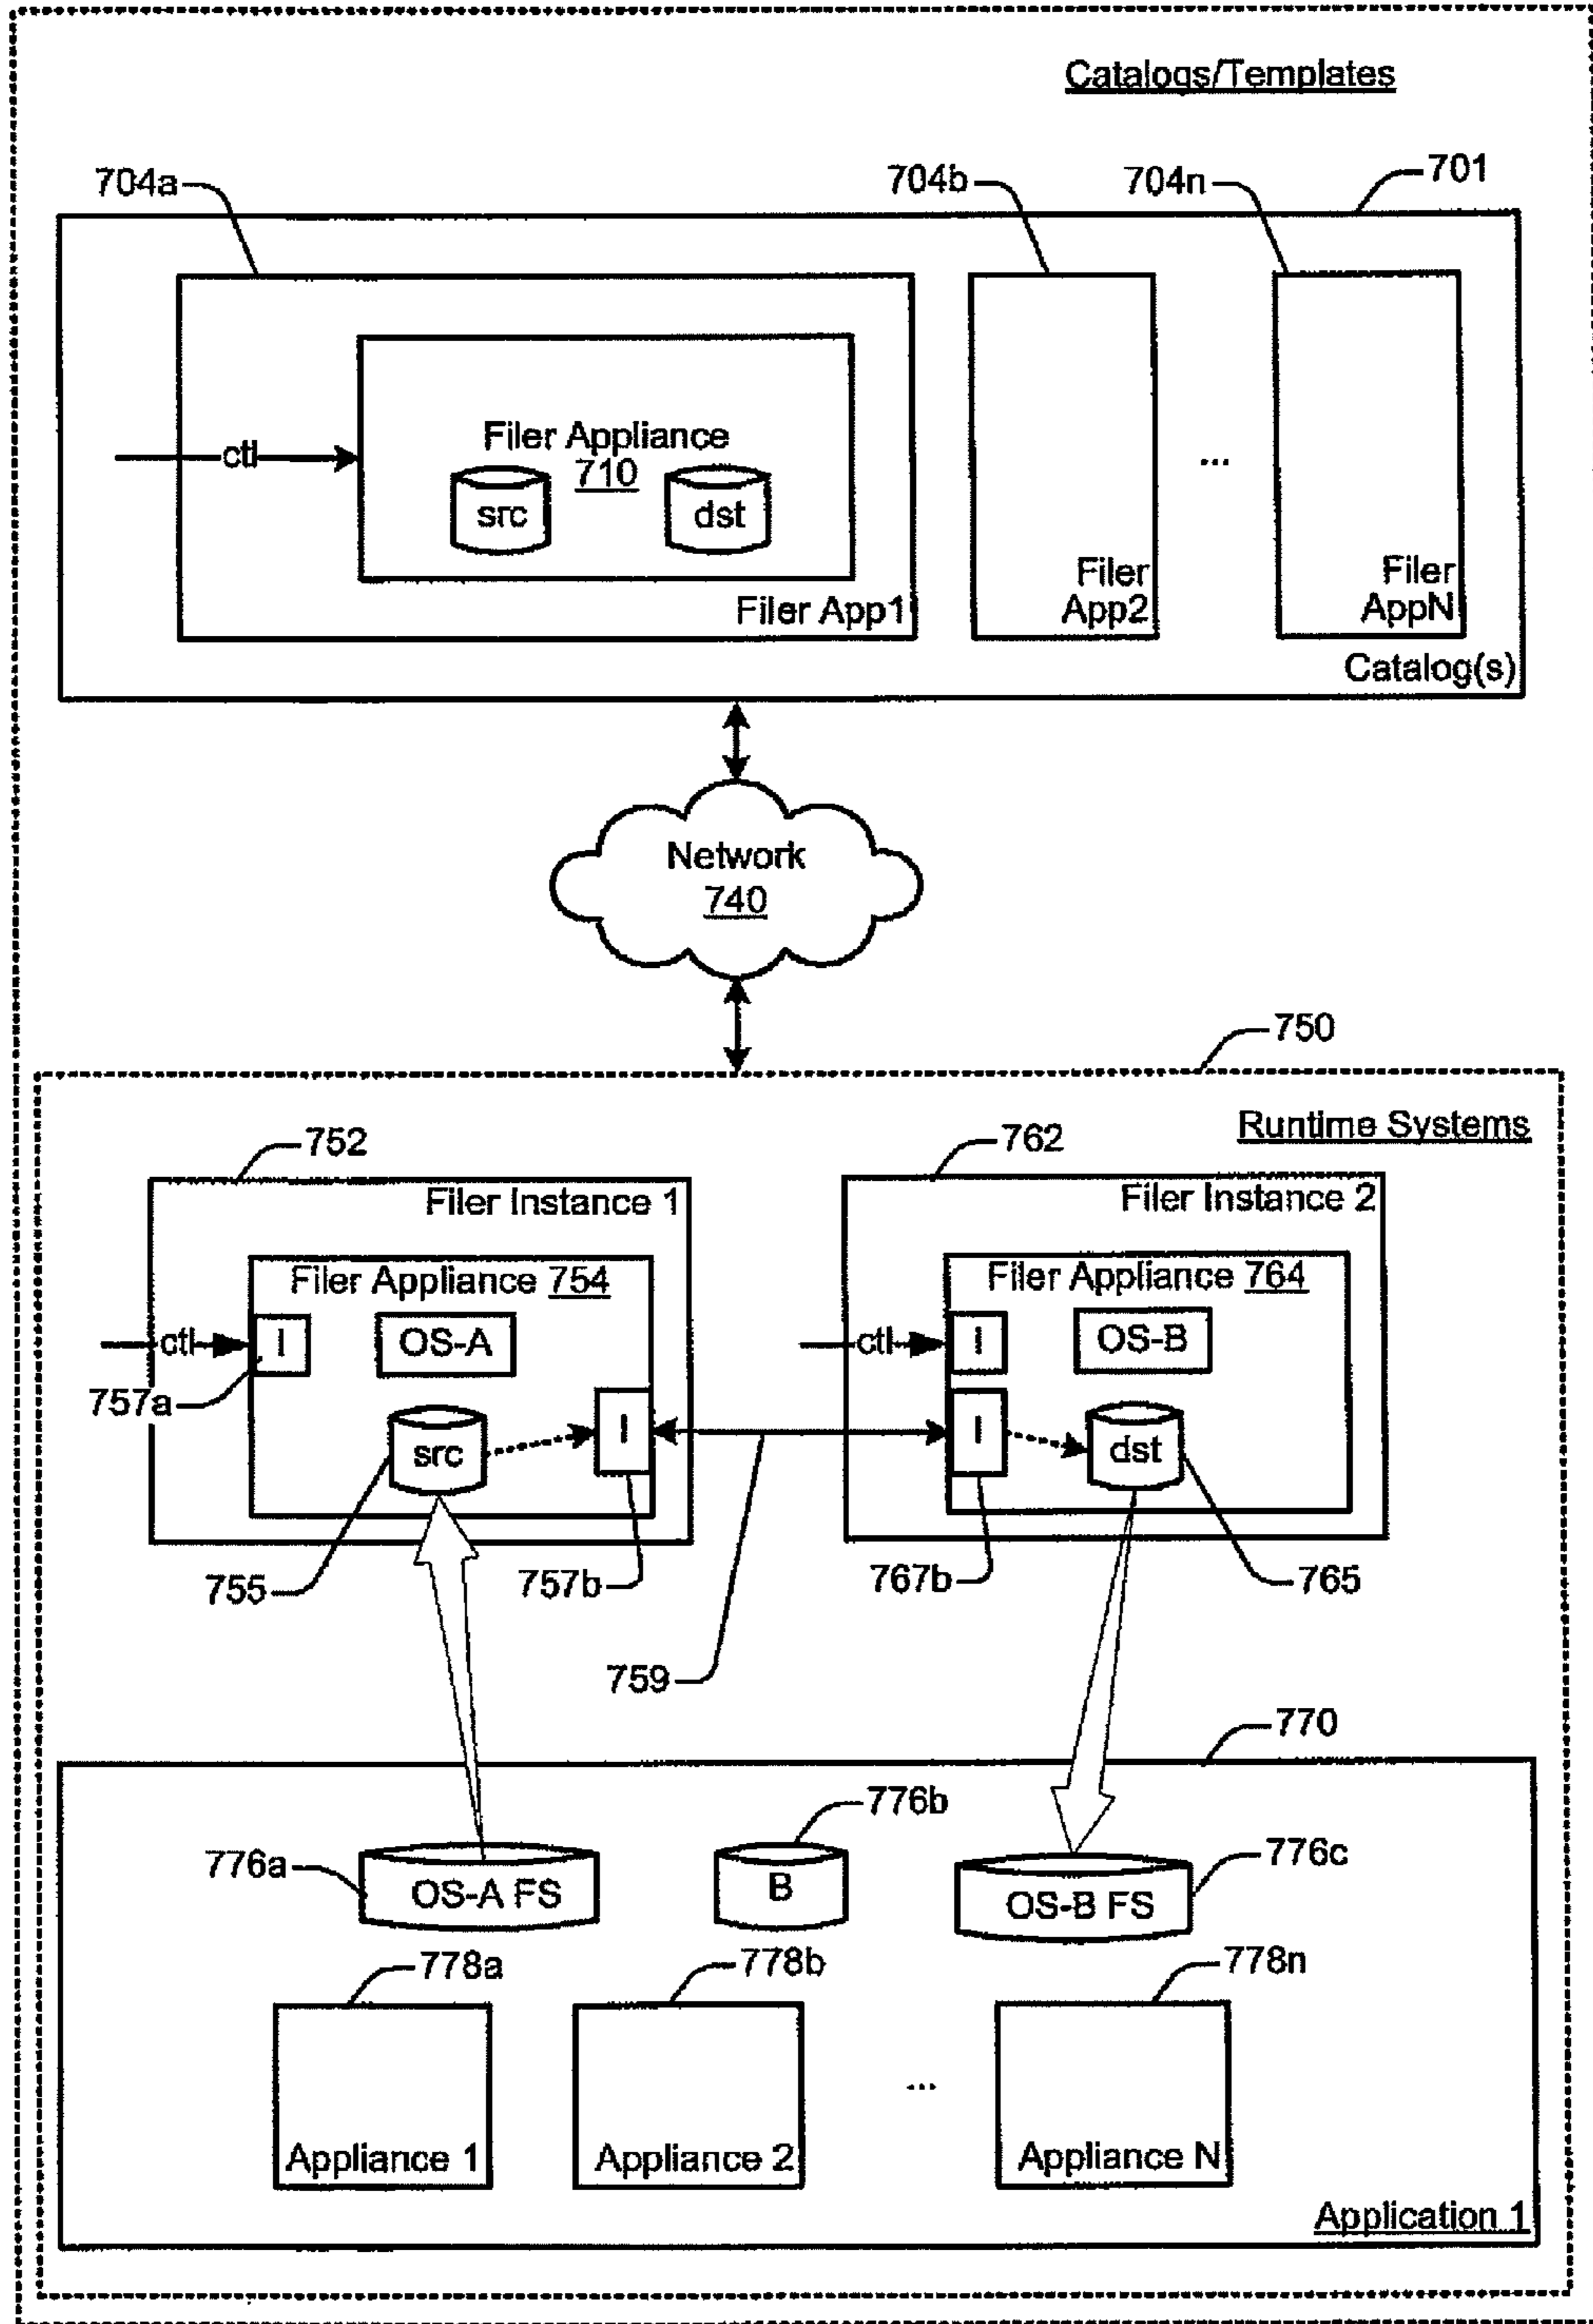 Catalogs/Templates
704a
704b
704n
701
ctl
Filer Appliance
710
src
dst
Filer App1
Filer
App2
...
Filer
AppN
Catalog(s)
Network
740
750
Runtime Systems
752
762
Filer Instance 1
Filer Instance 2
Filer Appliance 754
Filer Appliance 764
ctl
I
OS-A
ctl
I
OS-B
757a
src
I
I
dst
755
757b
767b
765
759
770
776a
OS-A FS
776b
B
776c
OS-B FS
778a
778b
778n
Appliance 1
Appliance 2
...
Appliance N
Application 1